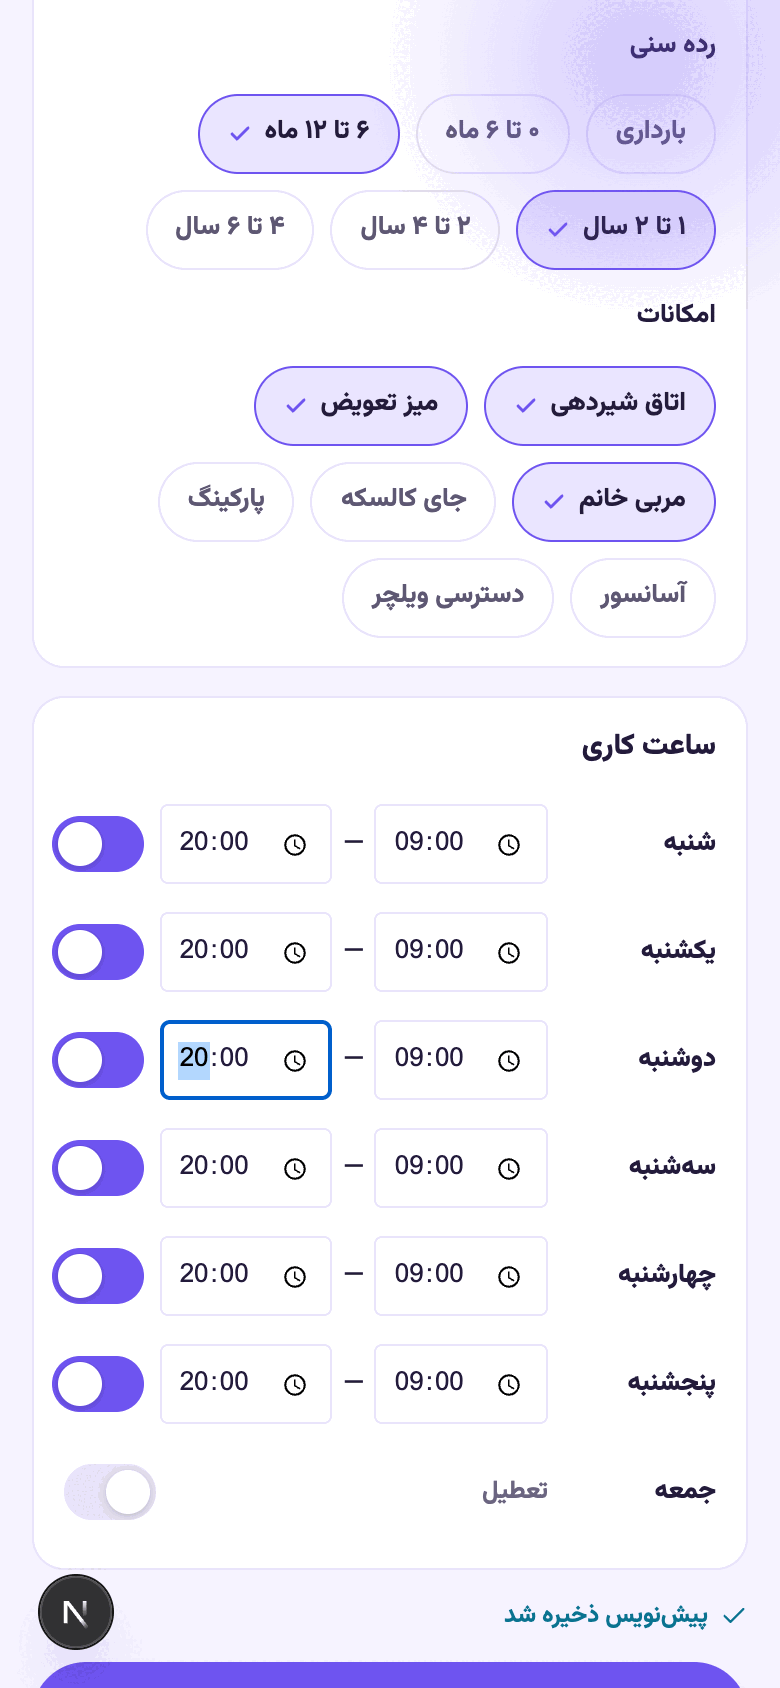 رده سنی
بارداری
۰ تا ۶ ماه
۶ تا ۱۲ ماه
۱ تا ۲ سال
۲ تا ۴ سال
۴ تا ۶ سال
امکانات
اتاق شیردهی
میز تعویض
مربی خانم
جای کالسکه
پارکینگ
آسانسور
دسترسی ویلچر
ساعت کاری
شنبه 09:00 – 20:00
یکشنبه 09:00 – 20:00
دوشنبه 09:00 – 20:00
سه‌شنبه 09:00 – 20:00
چهارشنبه 09:00 – 20:00
پنجشنبه 09:00 – 20:00
جمعه تعطیل
پیش‌نویس ذخیره شد
N